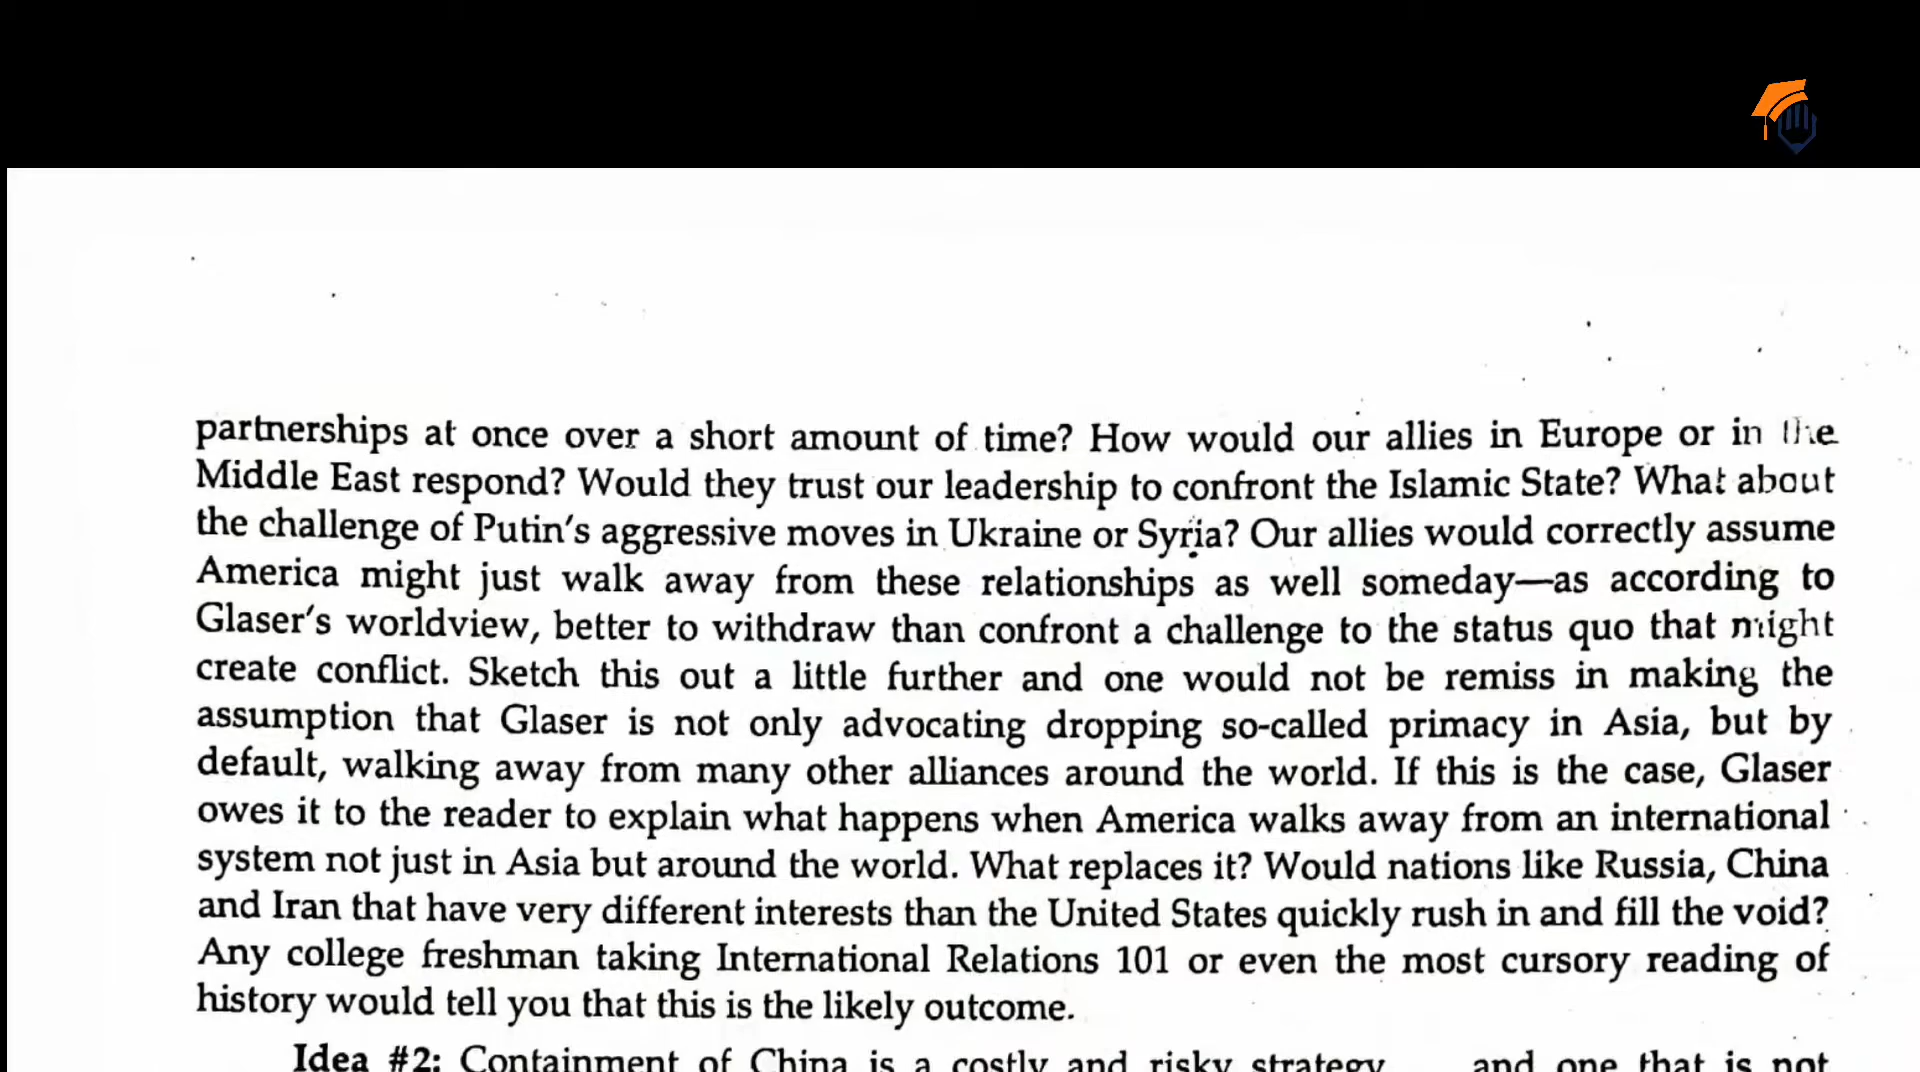 partnerships at once over a short amount of time? How would our allies in Europe or in the
Middle East respond? Would they trust our leadership to confront the Islamic State? What about
the challenge of Putin's aggressive moves in Ukraine or Syria? Our allies would correctly assume
America might just walk away from these relationships as well someday—as according to
Glaser's worldview, better to withdraw than confront a challenge to the status quo that might
create conflict. Sketch this out a little further and one would not be remiss in making the
assumption that Glaser is not only advocating dropping so-called primacy in Asia, but by
default, walking away from many other alliances around the world. If this is the case, Glaser
owes it to the reader to explain what happens when America walks away from an international
system not just in Asia but around the world. What replaces it? Would nations like Russia, China
and Iran that have very different interests than the United States quickly rush in and fill the void?
Any college freshman taking International Relations 101 or even the most cursory reading of
history would tell you that this is the likely outcome.
Idea #2: Containment of China is a costly and risky strategy and one that is not